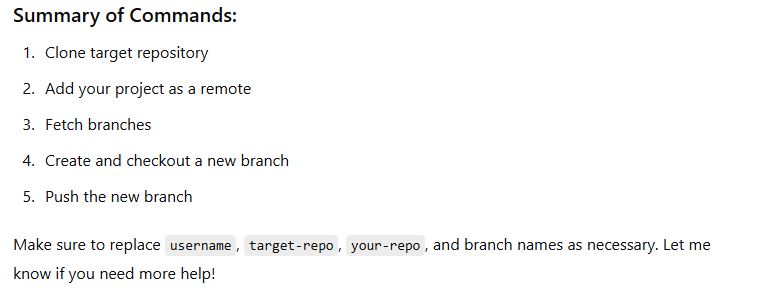 Summary of Commands:
1. Clone target repository
2. Add your project as a remote
3. Fetch branches
4. Create and checkout a new branch
5. Push the new branch
Make sure to replace username, target-repo, your-repo, and branch names as necessary. Let me
know if you need more help!